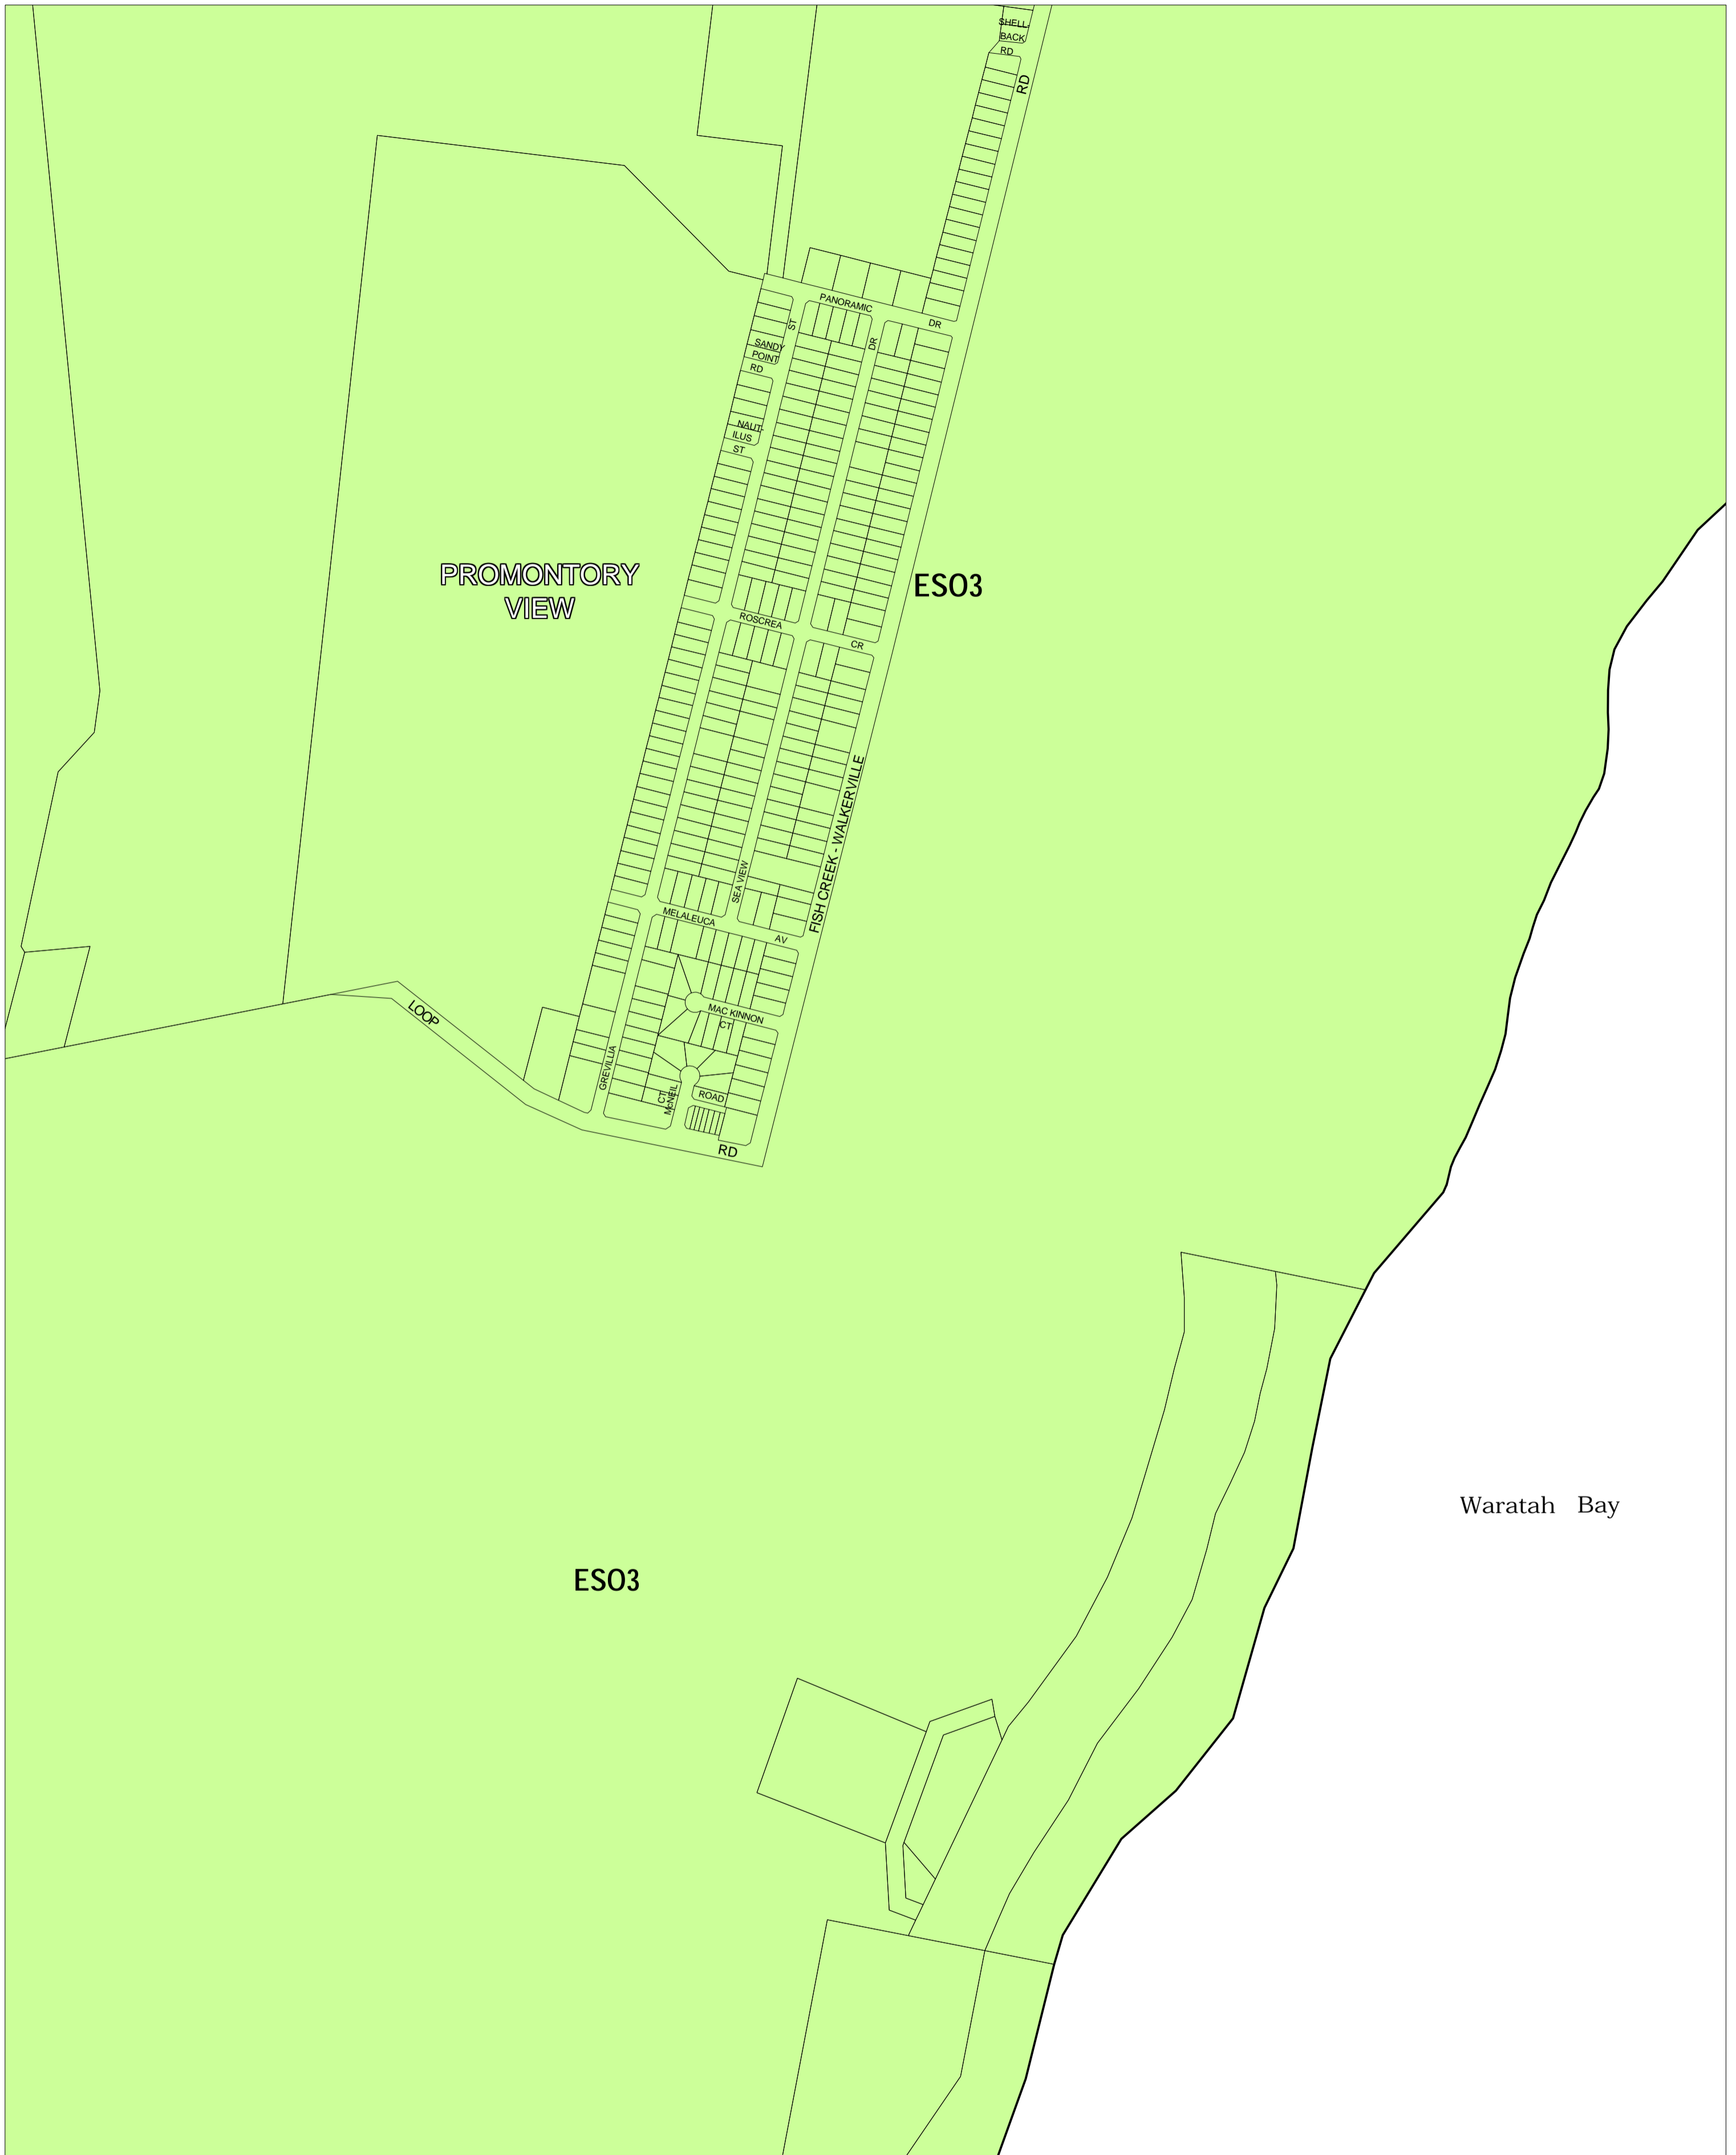 SHELL
BACK
RD
RD
PANORAMIC
DR
ST
DR
SANDY
POINT
RD
NAUT-
ILUS
ST
PROMONTORY
VIEW
ESO3
ROSCREA
CR
FISH CREEK - WALKERVILLE
SEA VIEW
MELALEUCA
AV
LOOP
MAC KINNON
CT
GREVILLIA
McNEIL
CT
ROAD
RD
Waratah Bay
ESO3